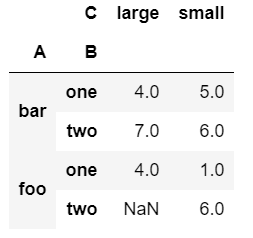 C large small
A B
bar one 4.0 5.0
two 7.0 6.0
foo one 4.0 1.0
two NaN 6.0